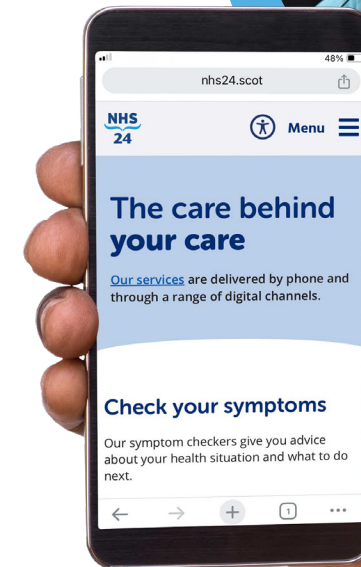 48%
nhs24.scot
NHS
24
Menu
The care behind
your care
Our services are delivered by phone and
through a range of digital channels.
Check your symptoms
Our symptom checkers give you advice
about your health situation and what to do
next.
1